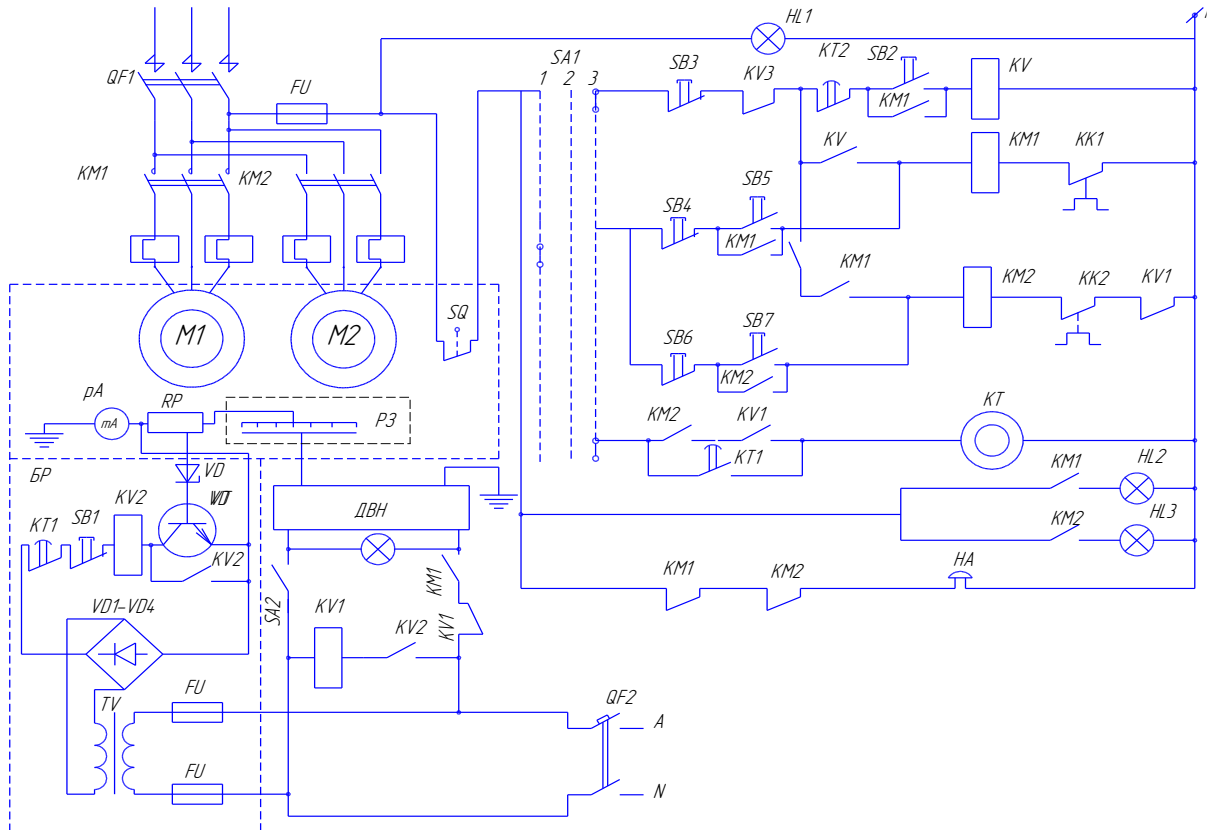 HL1
QF1
FU
SA1
1 2 3
SB3
KV3
KT2
SB2
KV
KM1
KM1
KM2
KV
KM1
KK1
SB4
SB5
KM1
KM1
KM2
KK2
KV1
M1
M2
SQ
SB6
SB7
KM2
pA
mA
RP
РЗ
KM2
KV1
KT
KT1
БР
VD
KV2
VT
KT1
SB1
KV2
ДВН
KM1
HL2
KM2
HL3
KM1
KM2
HA
SA2
KM1
KV1
KV1
KV2
VD1-VD4
TV
FU
FU
QF2
A
N